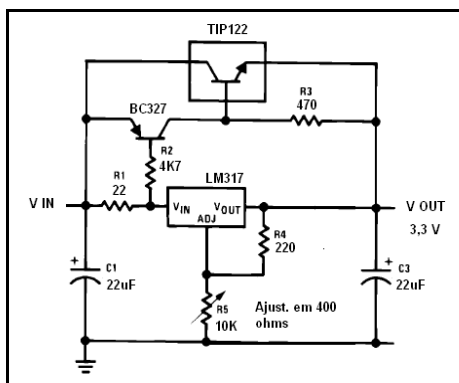 TIP122
BC327
R3
470
R2
4K7
R1
22
LM317
V IN
VIN
VOUT
ADJ
V OUT
3,3 V
R4
220
+
C1
22uF
R5
10K
Ajust. em 400
ohms
+
C3
22uF